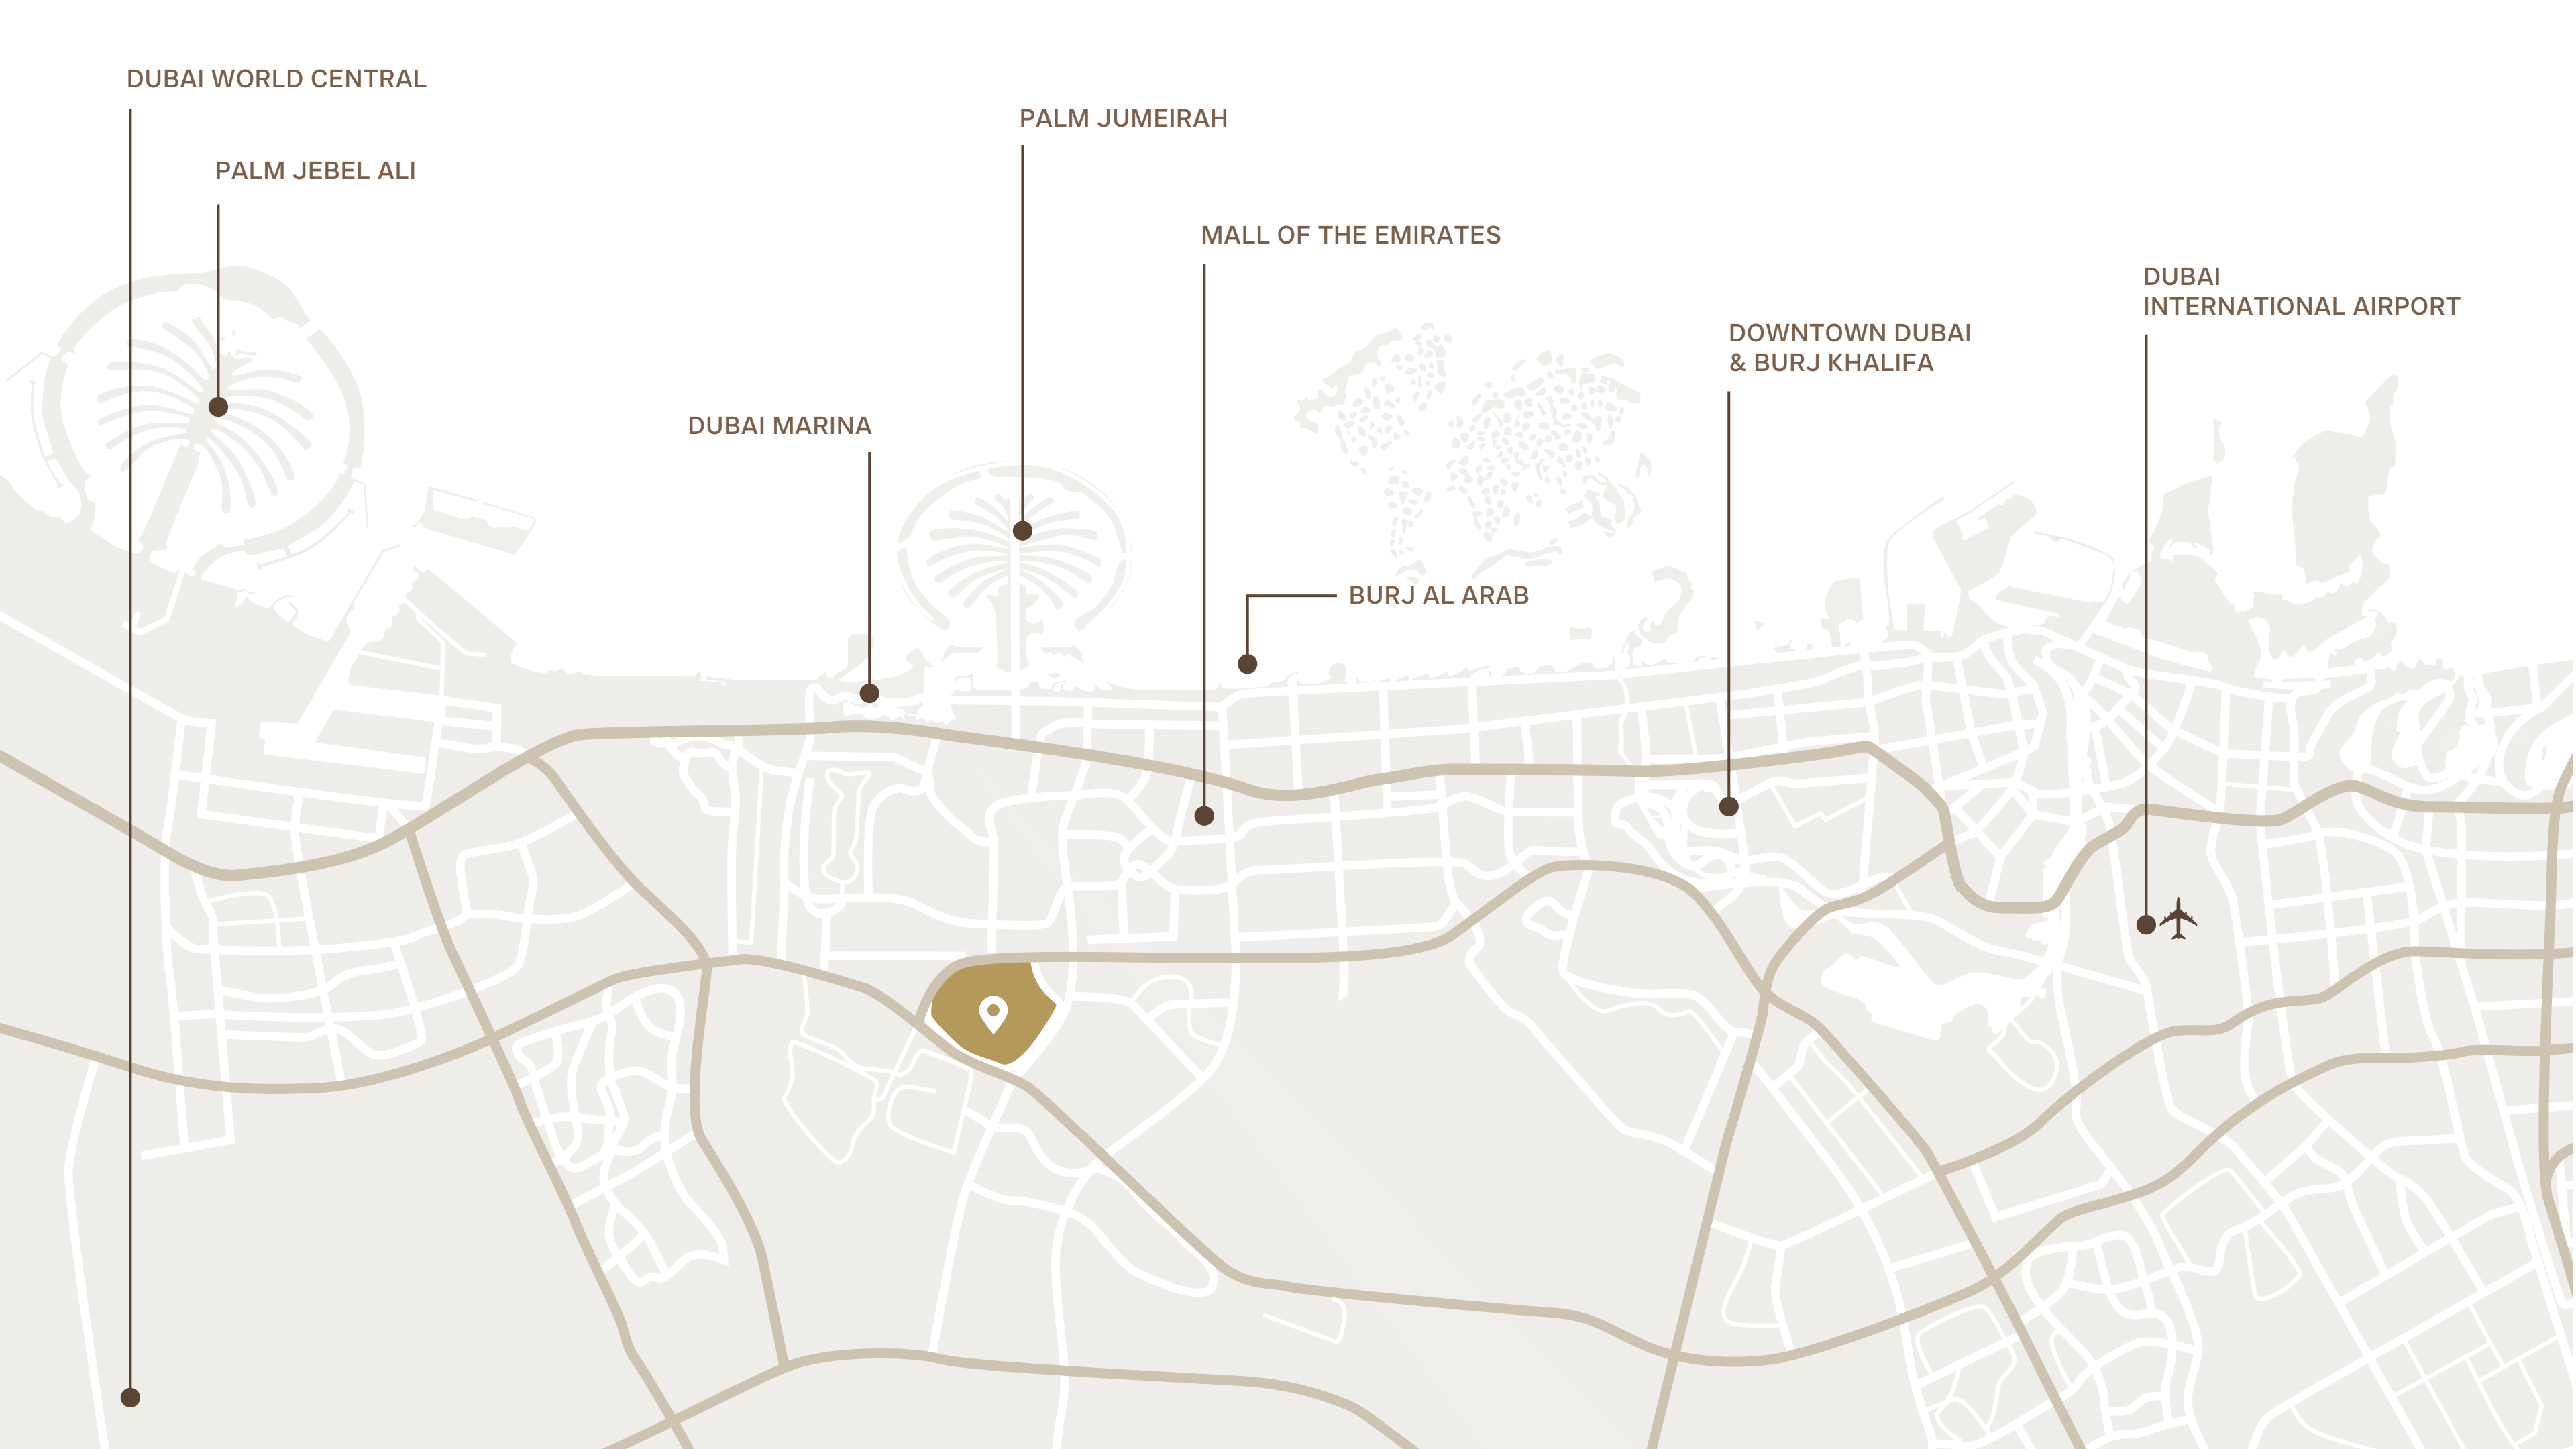 DUBAI WORLD CENTRAL
PALM JEBEL ALI
PALM JUMEIRAH
MALL OF THE EMIRATES
DUBAI
INTERNATIONAL AIRPORT
DOWNTOWN DUBAI
& BURJ KHALIFA
DUBAI MARINA
BURJ AL ARAB